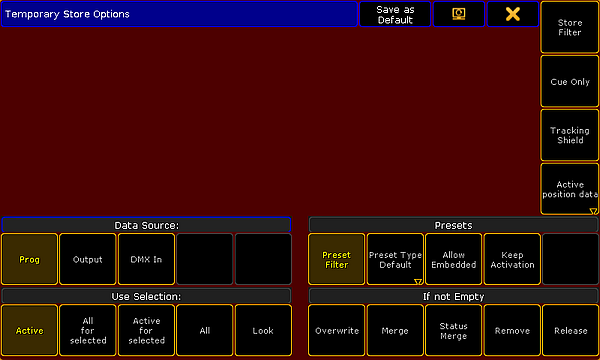 Temporary Store Options
Save as
Default
Store
Filter
Cue Only
Tracking
Shield
Active
position data
Data Source:
Prog
Output
DMX In
Presets
Preset
Filter
Preset Type
Default
Allow
Embedded
Keep
Activation
Use Selection:
Active
All
for
selected
Active
for
selected
All
Look
If not Empty
Overwrite
Merge
Status
Merge
Remove
Release